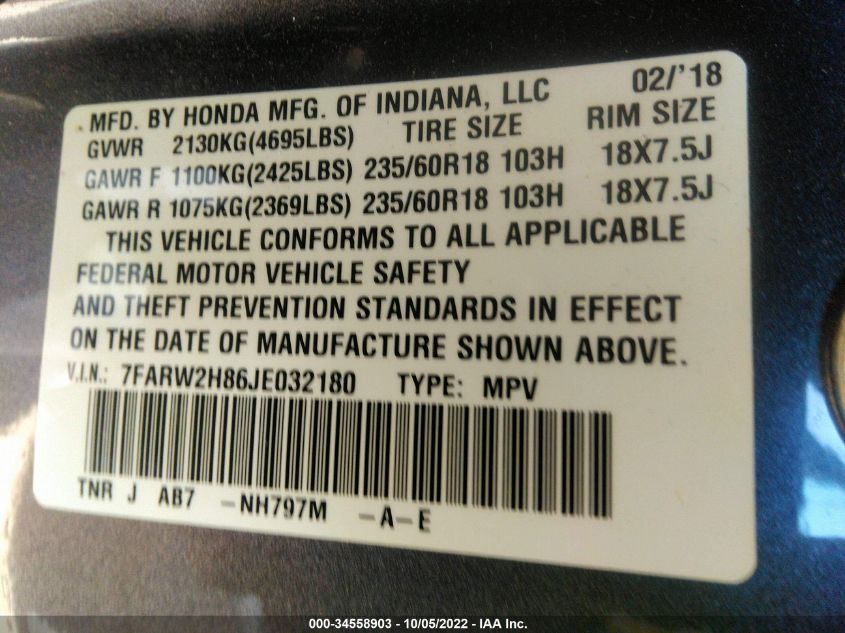 MFD. BY HONDA MFG. OF INDIANA, LLC 02/'18
GVWR 2130KG(4695LBS) TIRE SIZE RIM SIZE
GAWR F 1100KG(2425LBS) 235/60R18 103H 18X7.5J
GAWR R 1075KG(2369LBS) 235/60R18 103H 18X7.5J
THIS VEHICLE CONFORMS TO ALL APPLICABLE
FEDERAL MOTOR VEHICLE SAFETY
AND THEFT PREVENTION STANDARDS IN EFFECT
ON THE DATE OF MANUFACTURE SHOWN ABOVE.
V.I.N.: 7FARW2H86JE032180 TYPE: MPV
TNR J AB7 -NH797M -A-E
000-34558903 - 10/05/2022 - IAA Inc.